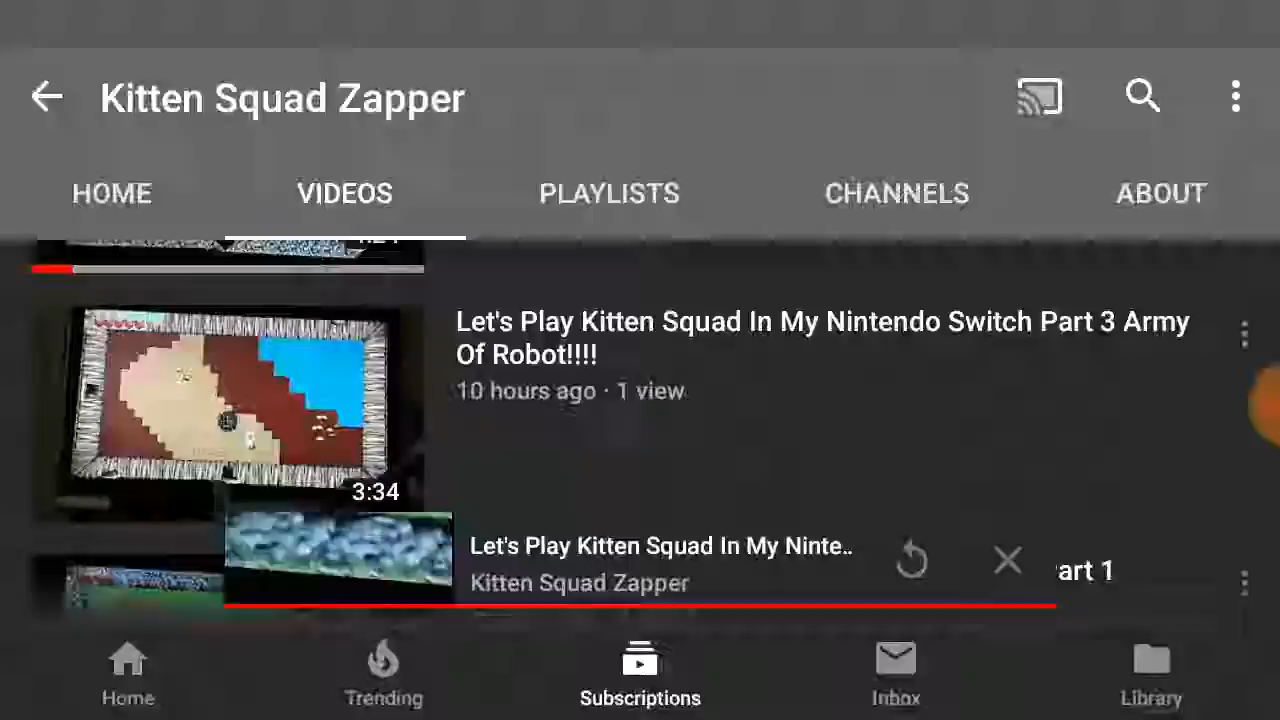 Kitten Squad Zapper
HOME VIDEOS PLAYLISTS CHANNELS ABOUT
Let's Play Kitten Squad In My Nintendo Switch Part 3 Army
Of Robot!!!!
10 hours ago · 1 view
3:34
Let's Play Kitten Squad In My Ninte..
Kitten Squad Zapper
art 1
Home Trending Subscriptions Inbox Library